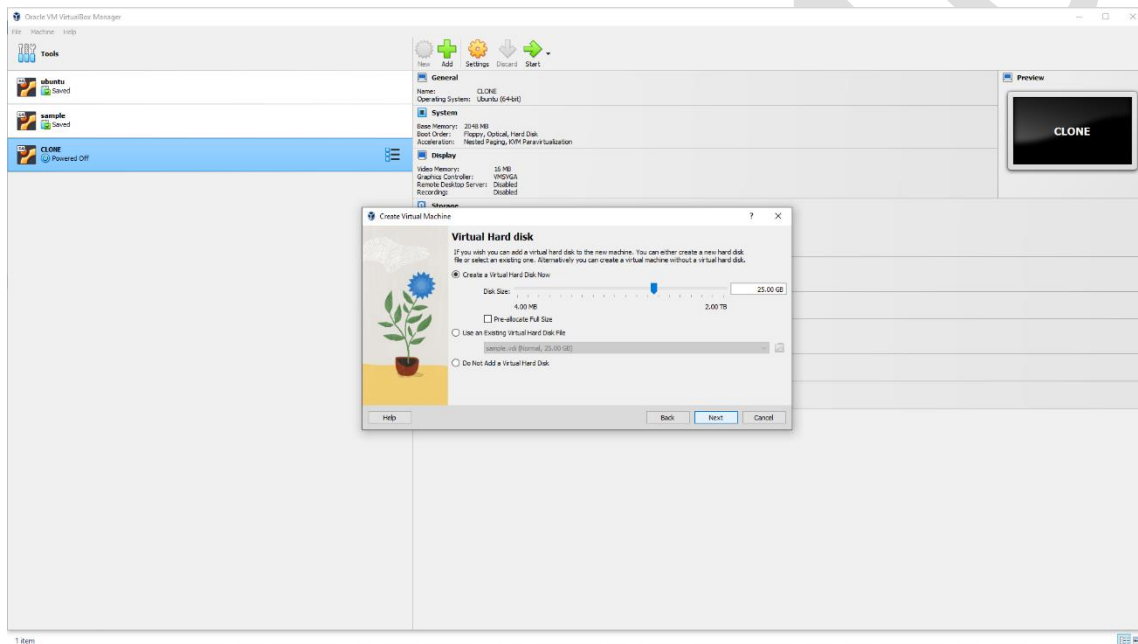 Oracle VM VirtualBox Manager
File Machine Help
Tools
ubuntu
Saved
sample
Saved
CLONE
Powered Off
New Add Settings Discard Start
General
Name: CLONE
Operating System: Ubuntu (64-bit)
System
Base Memory: 2048 MB
Boot Order: Floppy, Optical, Hard Disk
Acceleration: Nested Paging, KVM Paravirtualization
Display
Video Memory: 16 MB
Graphics Controller: VMSVGA
Remote Desktop Server: Disabled
Recording: Disabled
Storage
Preview
CLONE
Create Virtual Machine
Virtual Hard disk
If you wish you can add a virtual hard disk to the new machine. You can either create a new hard disk
file or select an existing one. Alternatively you can create a virtual machine without a virtual hard disk.
Create a Virtual Hard Disk Now
Disk Size: 25.00 GB
4.00 MB 2.00 TB
Pre-allocate Full Size
Use an Existing Virtual Hard Disk File
sample.vdi (Normal, 25.00 GB)
Do Not Add a Virtual Hard Disk
Help Back Next Cancel
1 item